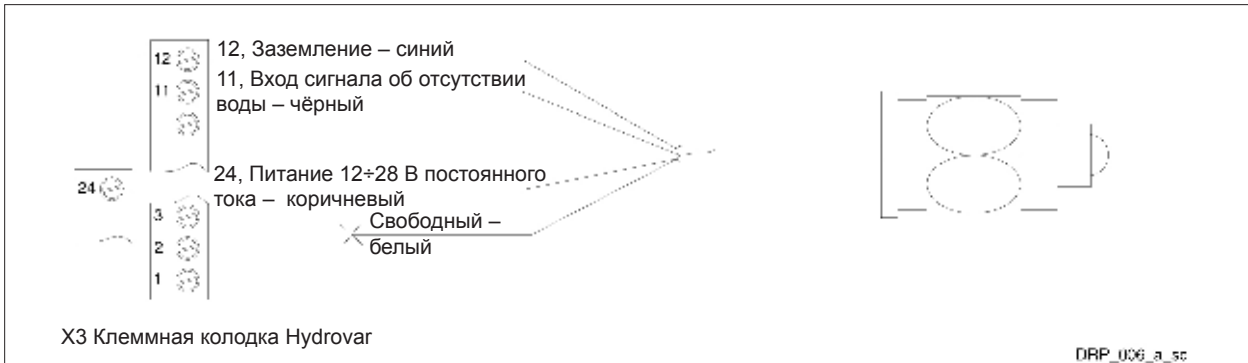 12
12, Заземление – синий
11
11, Вход сигнала об отсутствии
воды – чёрный
24
24, Питание 12÷28 В постоянного
тока – коричневый
3
Свободный –
белый
2
1
X3 Клеммная колодка Hydrovar
DRP_006_a_sc